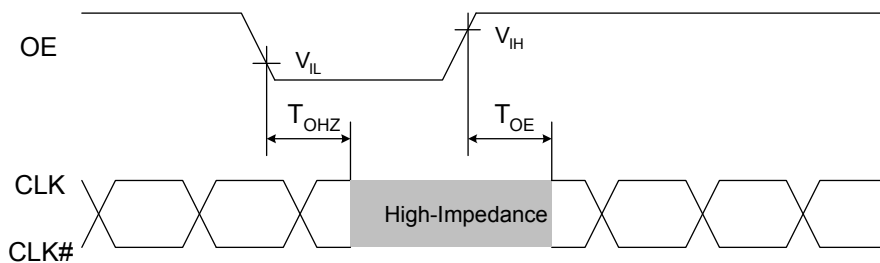 OE
VIL
VIH
TOHZ
TOE
CLK
High-Impedance
CLK#